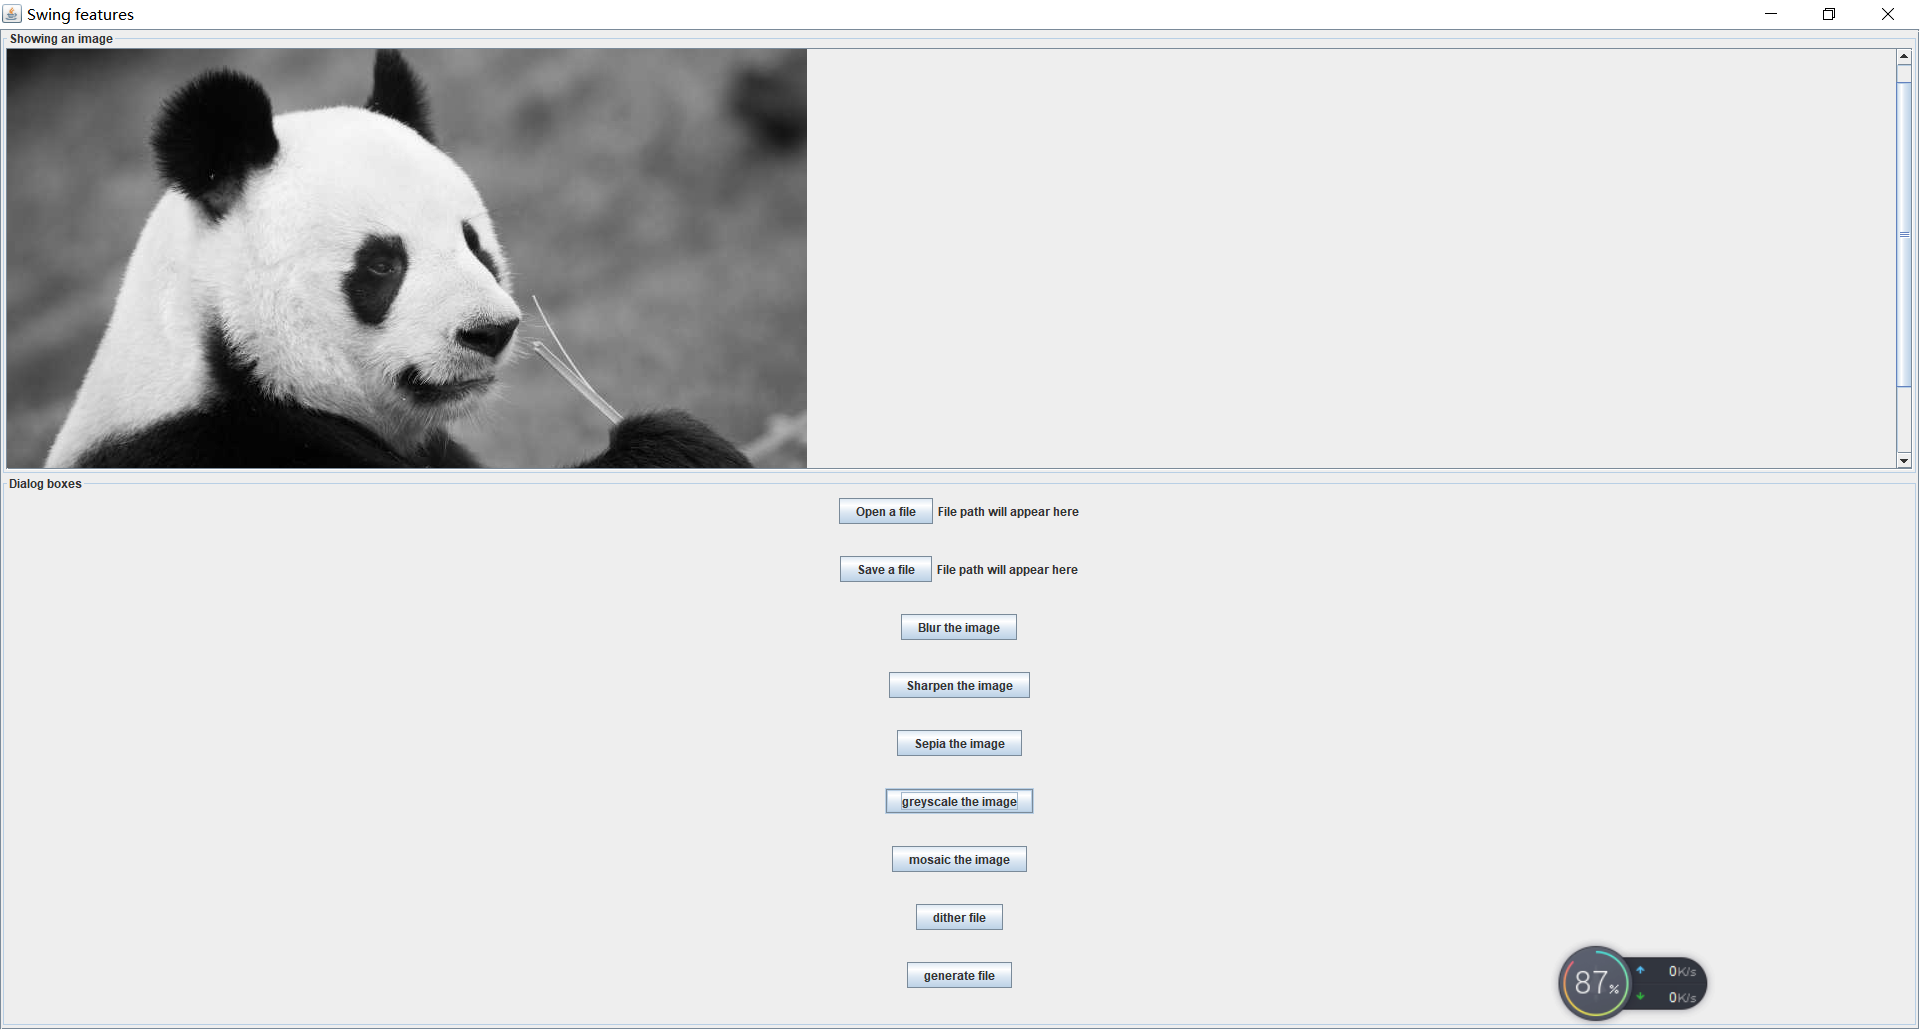 Swing features
Showing an image
Dialog boxes
Open a file File path will appear here
Save a file File path will appear here
Blur the image
Sharpen the image
Sepia the image
greyscale the image
mosaic the image
dither file
generate file
87%
0K/s
0K/s